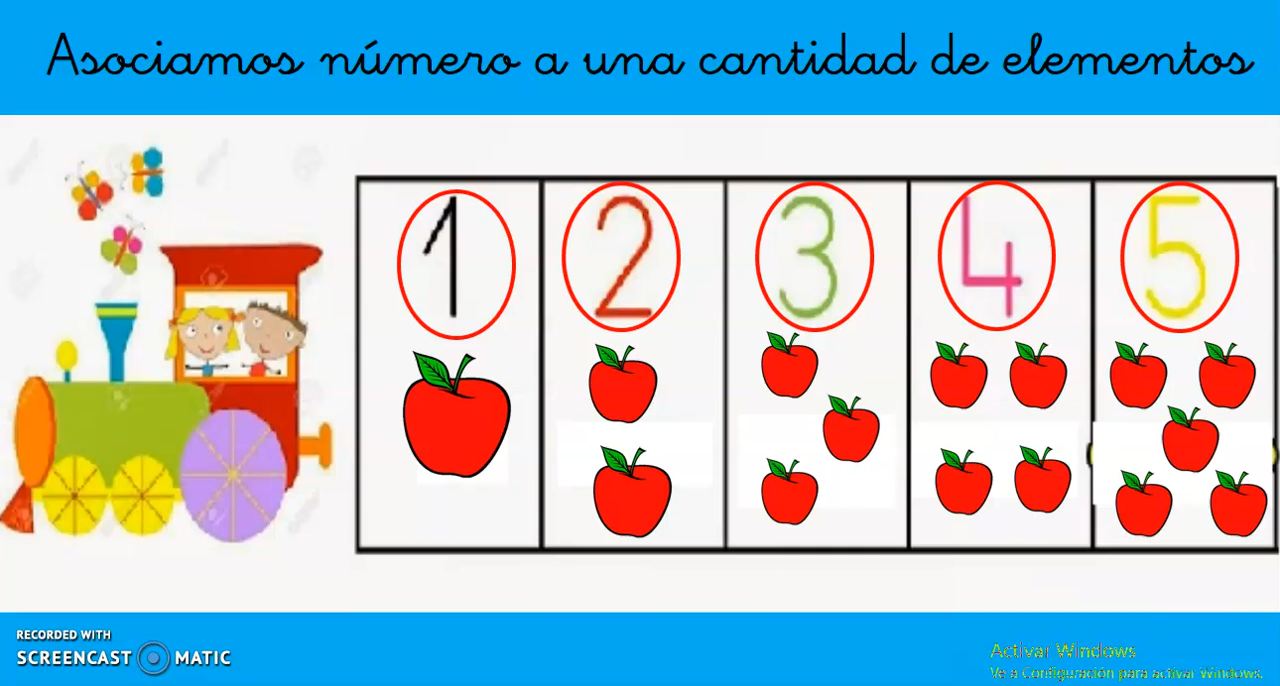 Asociamos número a una cantidad de elementos
1 2 3 4 5
RECORDED WITH
SCREENCAST MATIC
Activar Windows
Ve a Configuración para activar Windows.